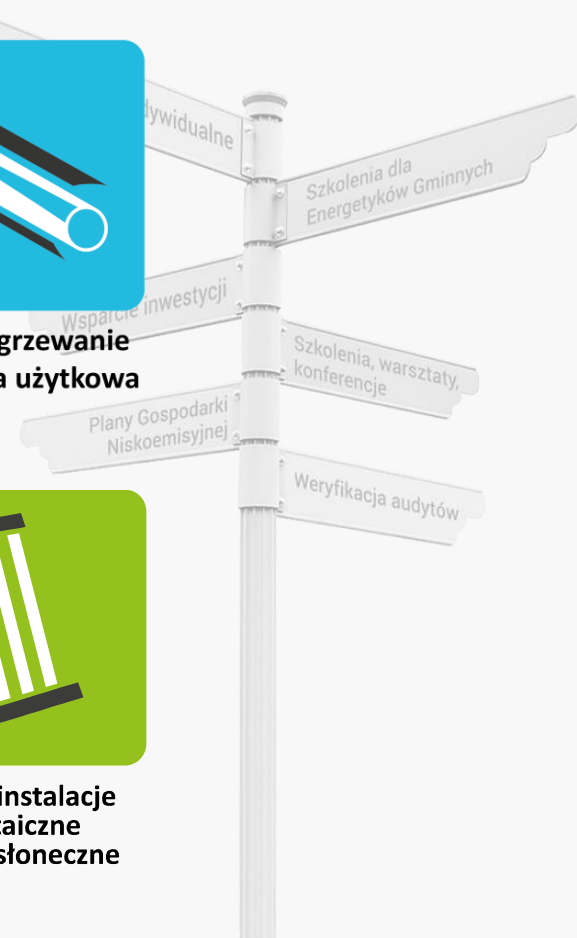 dywidualne
Szkolenia dla
Energetyków Gminnych
Wsparcie inwestycji
grzewanie
a użytkowa
Szkolenia, warsztaty,
konferencje
Plany Gospodarki
Niskoemisyjnej
Weryfikacja audytów
instalacje
taiczne
słoneczne